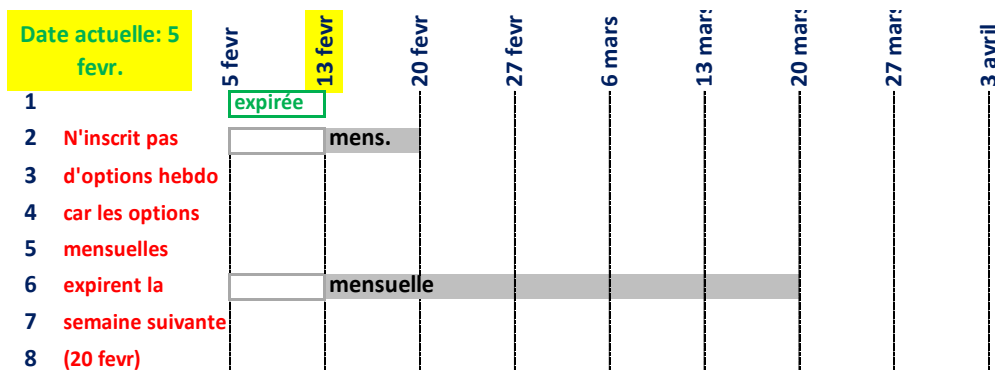 Date actuelle: 5
fevr.
5 fevr
13 fevr
20 fevr
27 fevr
6 mars
13 mars
20 mars
27 mars
3 avril
1 expirée
2 N'inscrit pas mens.
3 d'options hebdo
4 car les options
5 mensuelles
6 expirent la mensuelle
7 semaine suivante
8 (20 fevr)